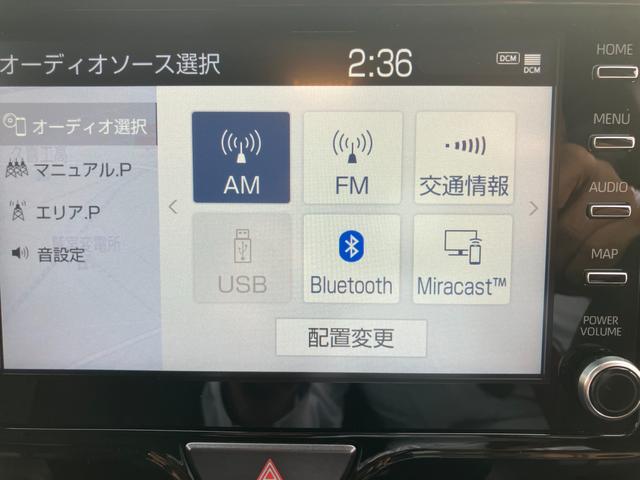 オーディオソース選択
2:36
DCM
DCM
オーディオ選択
マニュアル.P
エリア.P
音設定
AM
FM
交通情報
USB
Bluetooth
Miracast™
配置変更
HOME
MENU
AUDIO
MAP
POWER
VOLUME